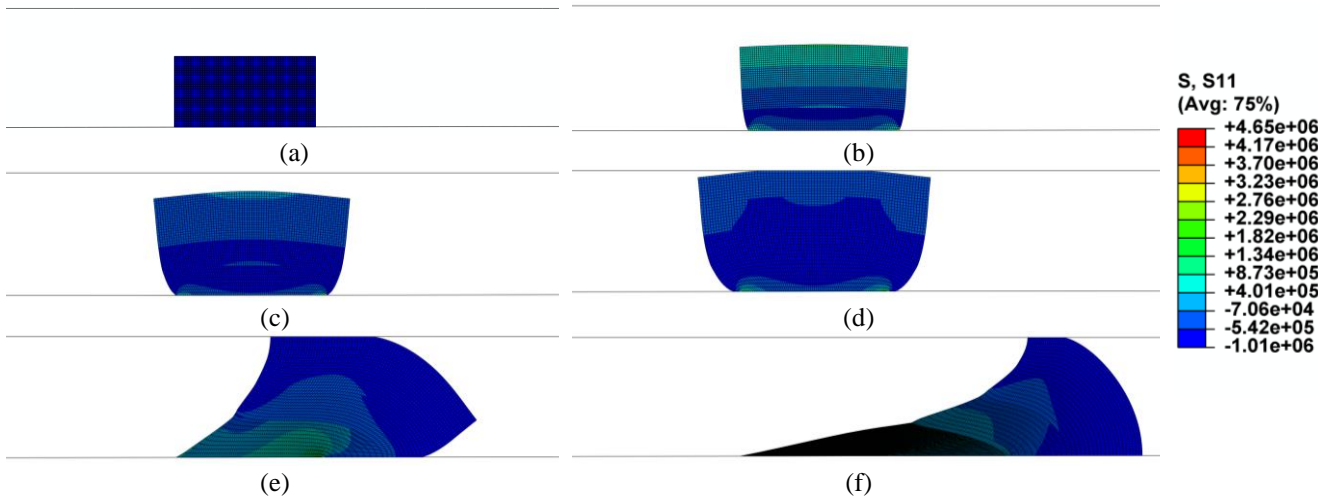 (a)
(b)
(c)
(d)
(e)
(f)
S, S11
(Avg: 75%)
+4.65e+06
+4.17e+06
+3.70e+06
+3.23e+06
+2.76e+06
+2.29e+06
+1.82e+06
+1.34e+06
+8.73e+05
+4.01e+05
-7.06e+04
-5.42e+05
-1.01e+06